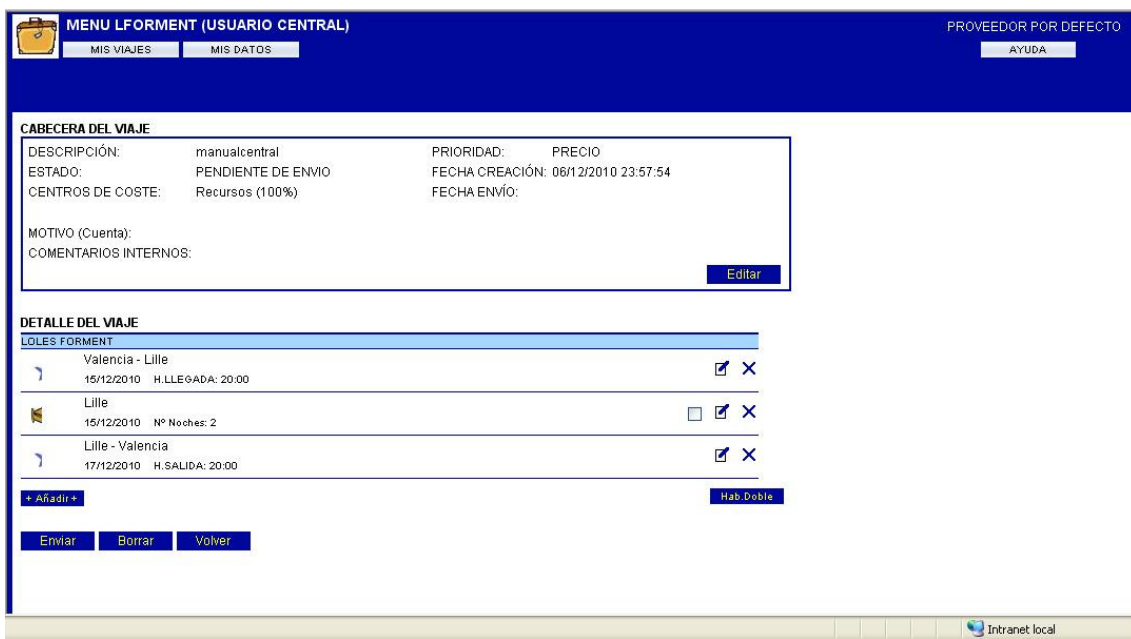 MENU LFORMENT (USUARIO CENTRAL)
PROVEEDOR POR DEFECTO
MIS VIAJES MIS DATOS AYUDA
CABECERA DEL VIAJE
DESCRIPCIÓN: manualcentral PRIORIDAD: PRECIO
ESTADO: PENDIENTE DE ENVIO FECHA CREACIÓN: 06/12/2010 23:57:54
CENTROS DE COSTE: Recursos (100%) FECHA ENVÍO:
MOTIVO (Cuenta):
COMENTARIOS INTERNOS:
Editar
DETALLE DEL VIAJE
LOLES FORMENT
Valencia - Lille
15/12/2010 H.LLEGADA: 20:00
Lille
15/12/2010 Nº Noches: 2
Lille - Valencia
17/12/2010 H.SALIDA: 20:00
+ Añadir + Hab.Doble
Enviar Borrar Volver
Intranet local